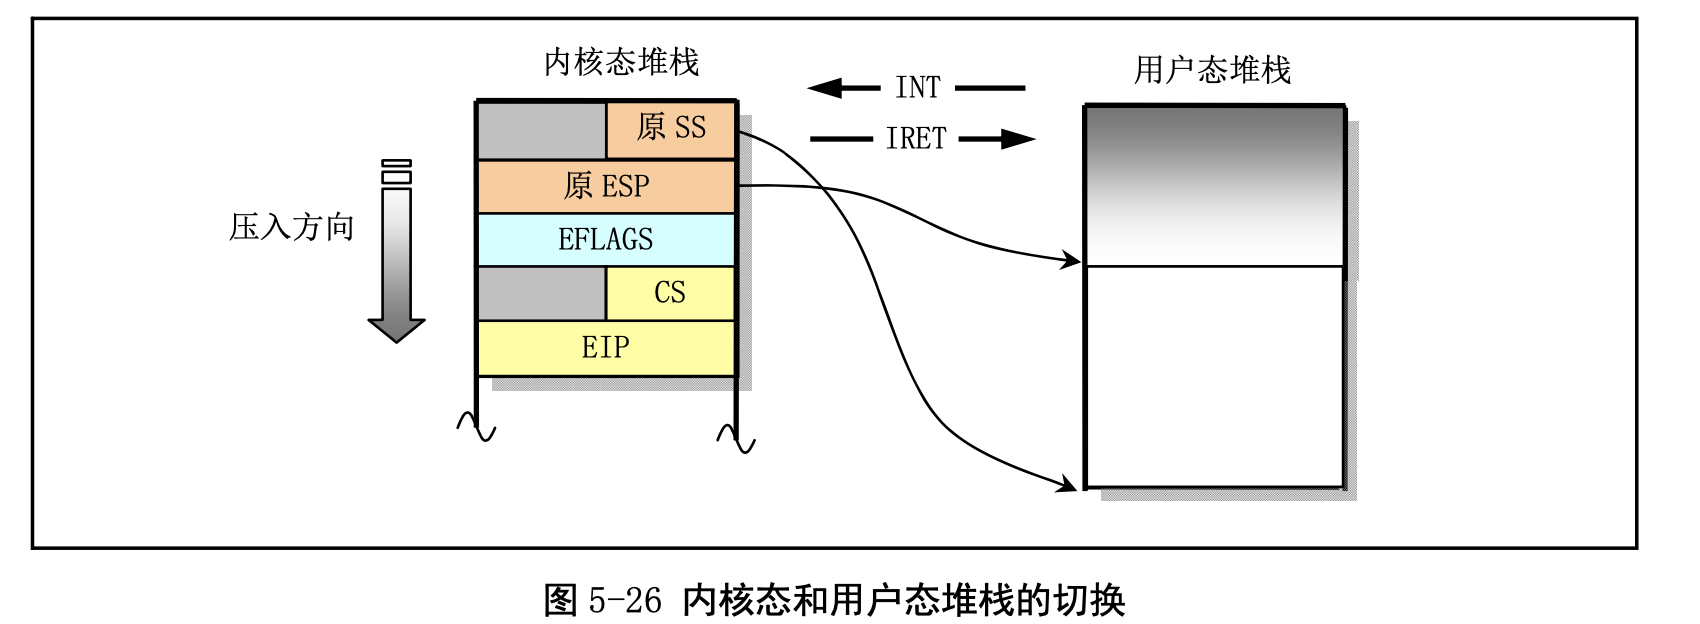 内核态堆栈
用户态堆栈
INT
IRET
压入方向
原 SS
原 ESP
EFLAGS
CS
EIP
图 5-26 内核态和用户态堆栈的切换